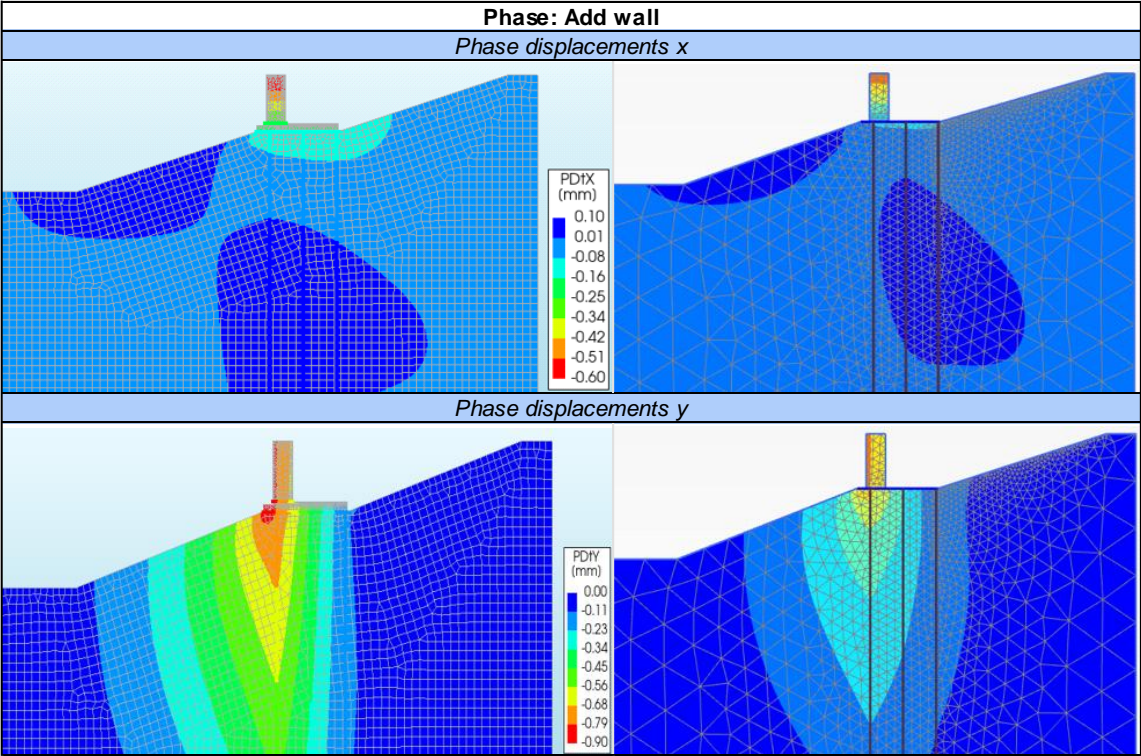 Phase: Add wall
Phase displacements x
PDtX
(mm)
0.10
0.01
-0.08
-0.16
-0.25
-0.34
-0.42
-0.51
-0.60
Phase displacements y
PDtY
(mm)
0.00
-0.11
-0.23
-0.34
-0.45
-0.56
-0.68
-0.79
-0.90